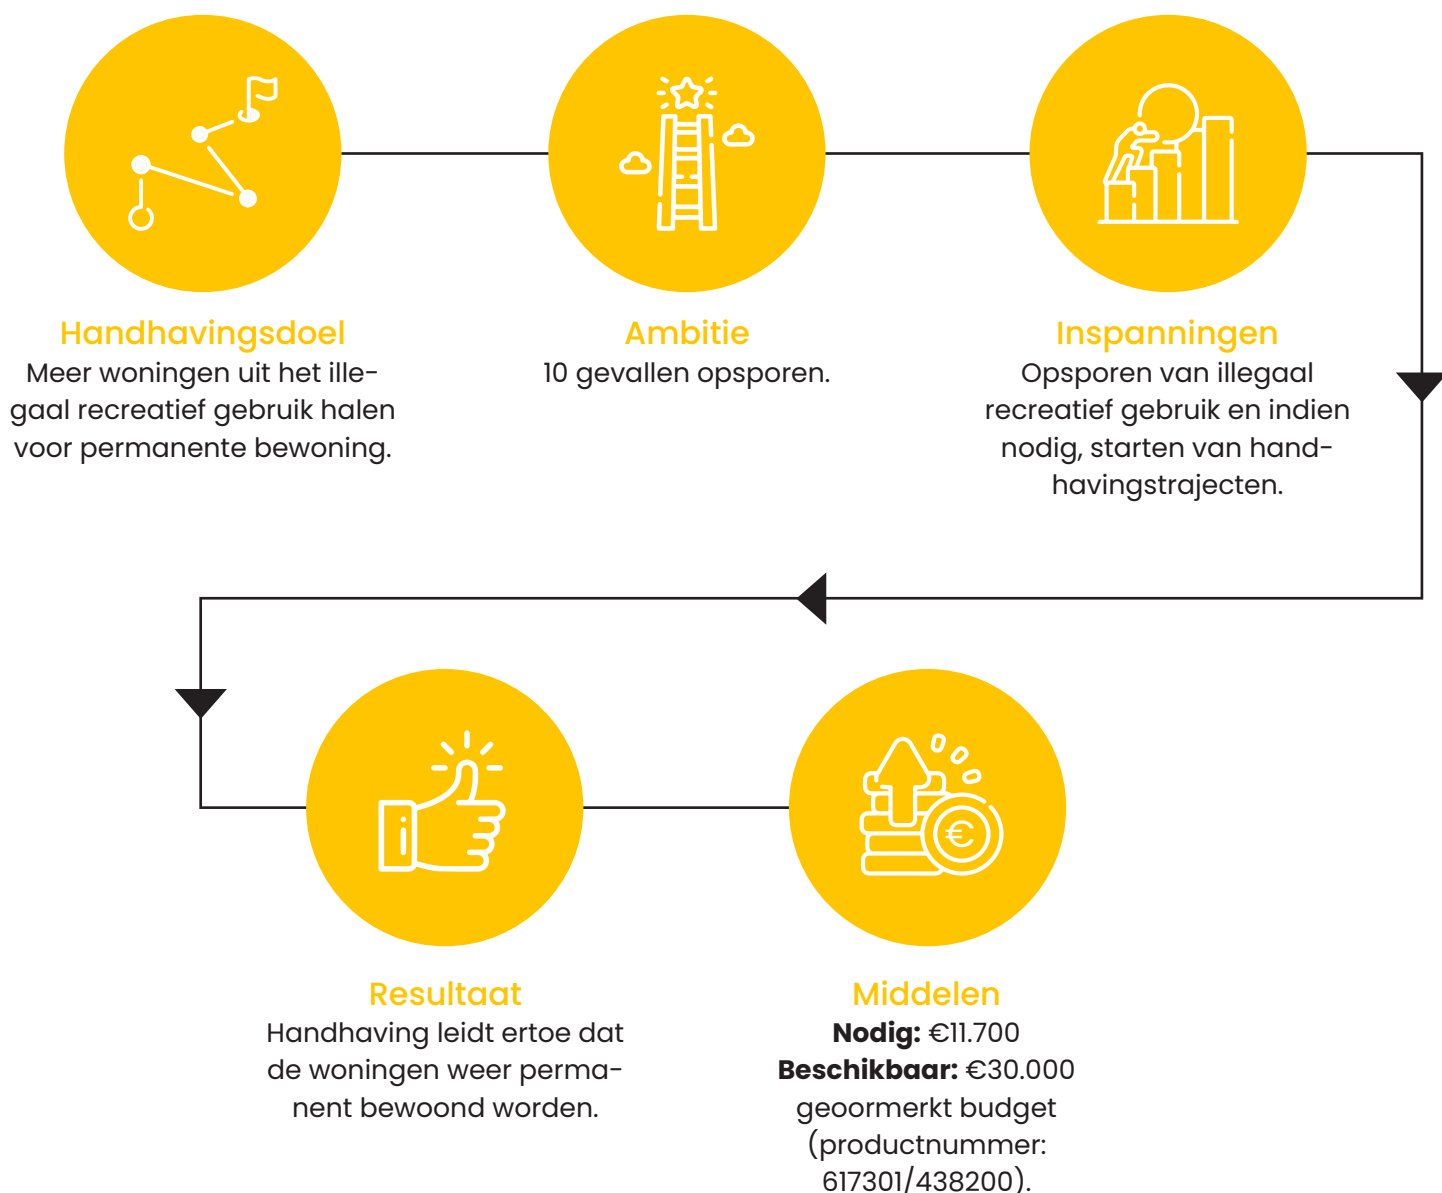 Handhavingsdoel
Meer woningen uit het ille-
gaal recreatief gebruik halen
voor permanente bewoning.
Ambitie
10 gevallen opsporen.
Inspanningen
Opsporen van illegaal
recreatief gebruik en indien
nodig, starten van hand-
havingstrajecten.
Resultaat
Handhaving leidt ertoe dat
de woningen weer perma-
nent bewoond worden.
Middelen
Nodig: €11.700
Beschikbaar: €30.000
geoormerkt budget
(productnummer:
617301/438200).